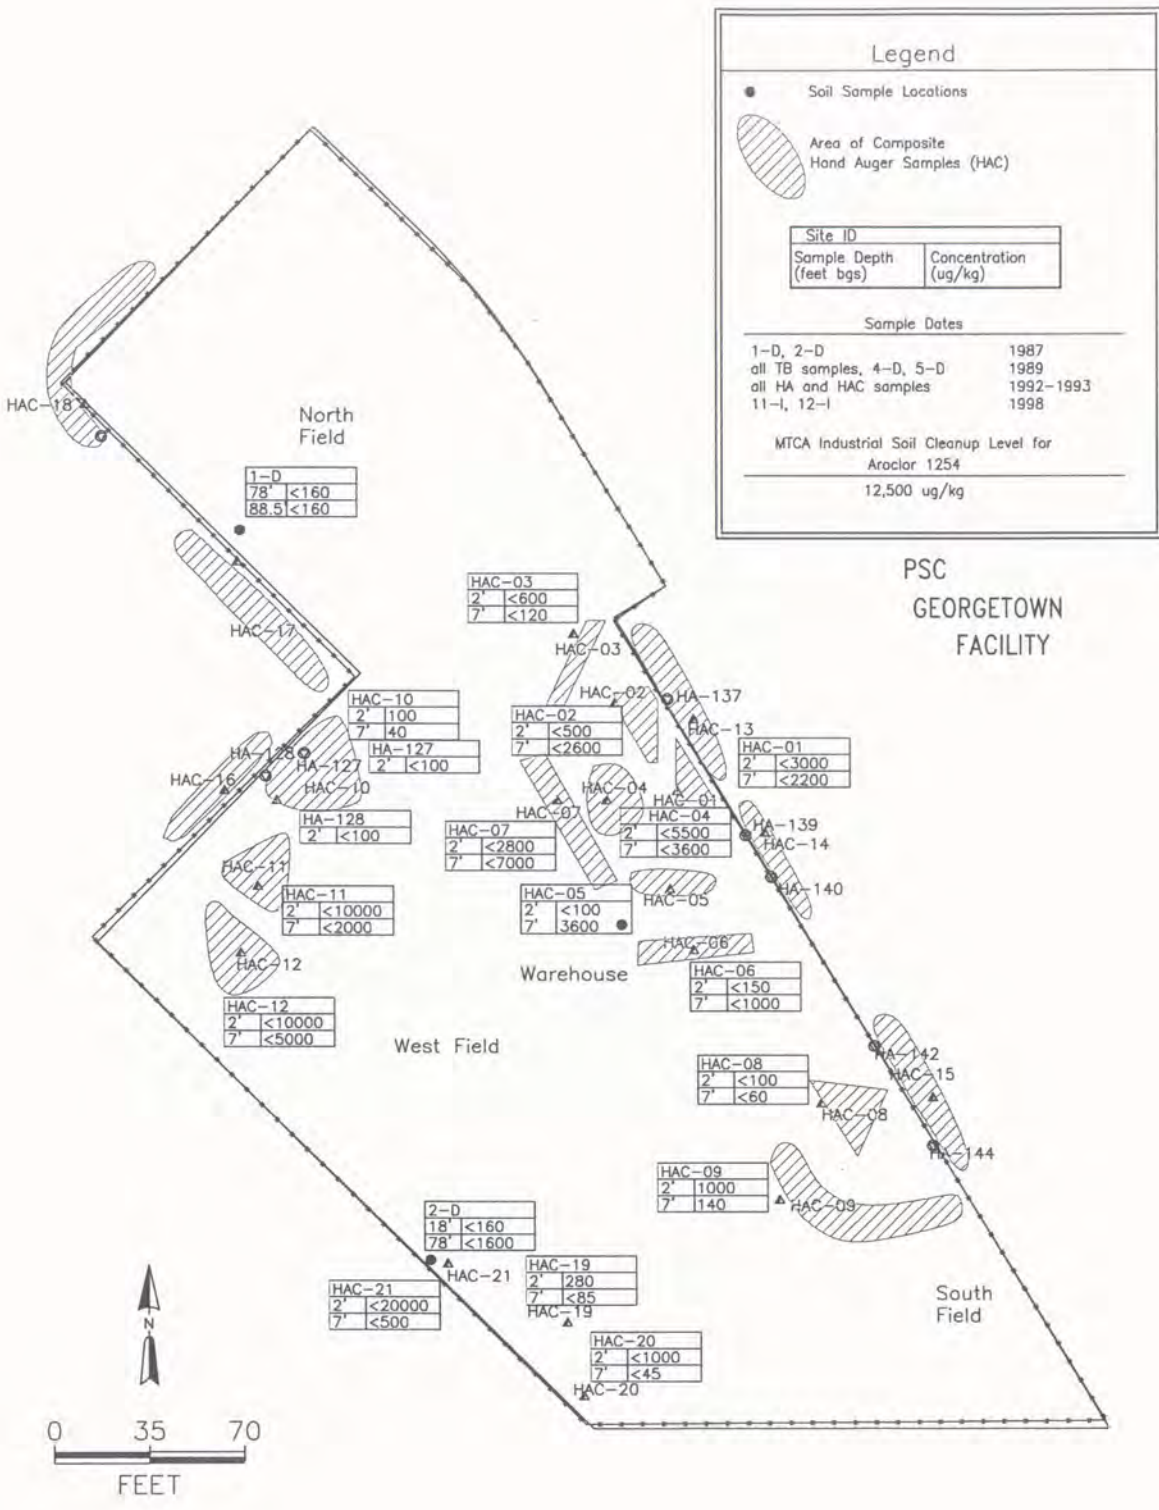 Legend
Soil Sample Locations
Area of Composite
Hand Auger Samples (HAC)
Site ID
Sample Depth (feet bgs) Concentration (ug/kg)
Sample Dates
1-D, 2-D 1987
all TB samples, 4-D, 5-D 1989
all HA and HAC samples 1992-1993
11-I, 12-I 1998
MTCA Industrial Soil Cleanup Level for
Aroclor 1254
12,500 ug/kg
PSC
GEORGETOWN
FACILITY
HAC-18
North
Field
1-D
78' <160
88.5' <160
HAC-17
HAC-03
2' <600
7' <120
HAC-03
HAC-02
HA-137
HAC-13
HAC-10
2' 100
7' 40
HAC-02
2' <500
7' <2600
HA-127
2' <100
HAC-01
2' <3000
7' <2200
HA-128
HA-127
HAC-16
HAC-10
HAC-04
HAC-01
HAC-07
HA-128
2' <100
HAC-04
2' <5500
7' <3600
HAC-07
2' <2800
7' <7000
HA-139
HAC-14
HA-140
HAC-11
HAC-11
2' <10000
7' <2000
HAC-05
2' <100
7' 3600
HAC-05
HAC-06
HAC-12
Warehouse
HAC-06
2' <150
7' <1000
HAC-12
2' <10000
7' <5000
West Field
HA-142
HAC-15
HAC-08
2' <100
7' <60
HAC-08
HA-144
HAC-09
2' 1000
7' 140
HAC-09
2-D
18' <160
78' <1600
HAC-21
HAC-21
2' <20000
7' <500
HAC-19
2' 280
7' <85
HAC-19
South
Field
HAC-20
2' <1000
7' <45
HAC-20
N
0 35 70
FEET